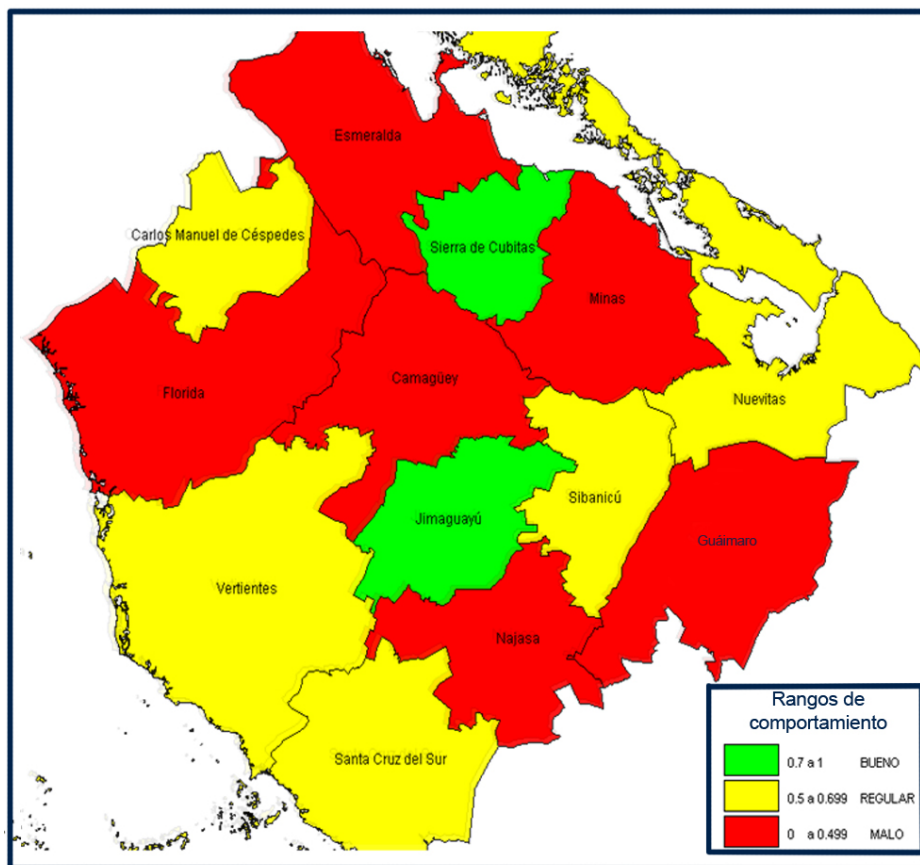 Esmeralda
Carlos Manuel de Céspedes
Sierra de Cubitas
Minas
Camagüey
Florida
Nuevitas
Sibanicú
Jimaguayú
Guáimaro
Vertientes
Najasa
Santa Cruz del Sur
Rangos de
comportamiento
0.7 a 1 BUENO
0.5 a 0.699 REGULAR
0 a 0.499 MALO